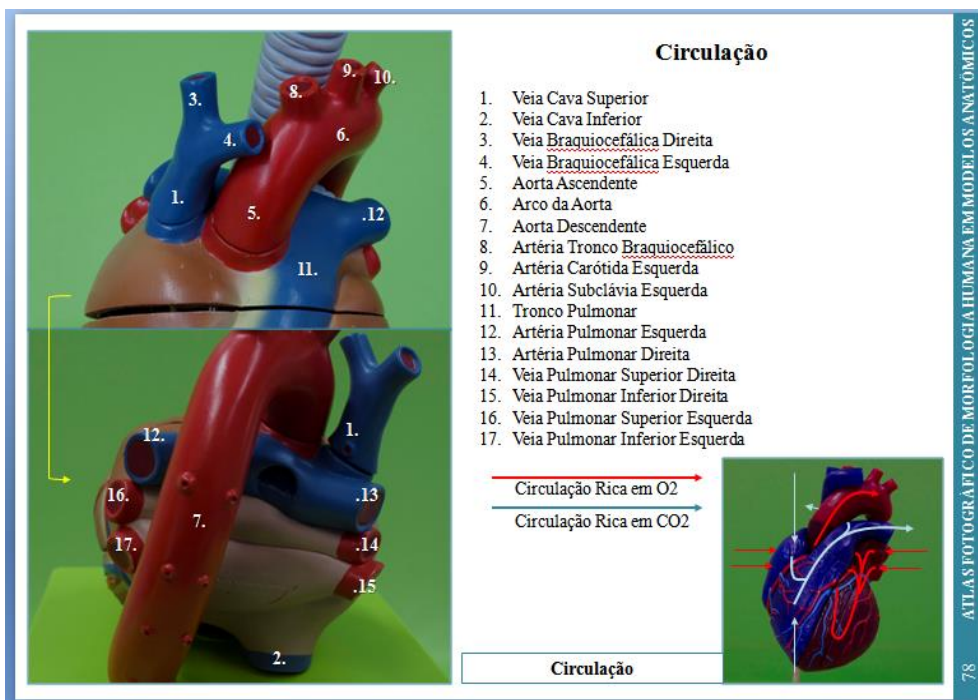 Circulação
1. Veia Cava Superior
2. Veia Cava Inferior
3. Veia Braquiocefálica Direita
4. Veia Braquiocefálica Esquerda
5. Aorta Ascendente
6. Arco da Aorta
7. Aorta Descendente
8. Artéria Tronco Braquiocefálico
9. Artéria Carótida Esquerda
10. Artéria Subclávia Esquerda
11. Tronco Pulmonar
12. Artéria Pulmonar Esquerda
13. Artéria Pulmonar Direita
14. Veia Pulmonar Superior Direita
15. Veia Pulmonar Inferior Direita
16. Veia Pulmonar Superior Esquerda
17. Veia Pulmonar Inferior Esquerda
Circulação Rica em O2
Circulação Rica em CO2
Circulação
9.
10.
3.
8.
4.
6.
1.
5.
.12
11.
12.
1.
16.
.13
7.
17.
.14
.15
2.
ATLAS FOTOGRÁFICO DE MORFOLOGIA HUMANA EM MODELOS ANATÔMICOS
78